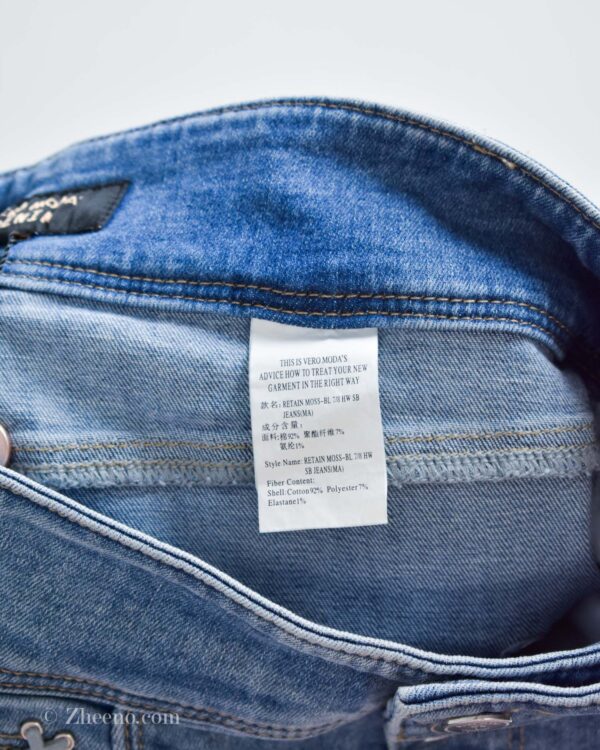 THIS IS VERO MODA'S
ADVICE HOW TO TREAT YOUR NEW
GARMENT IN THE RIGHT WAY
款名: RETAIN MOSS-BL 7/8 HW SB
JEANS(MA)
成分含量:
面料:棉92% 聚酯纤维7%
氨纶1%
Style Name: RETAIN MOSS-BL 7/8 HW
SB JEANS(MA)
Fiber Content:
Shell:Cotton92% Polyester7%
Elastane1%
© Zheeno.com